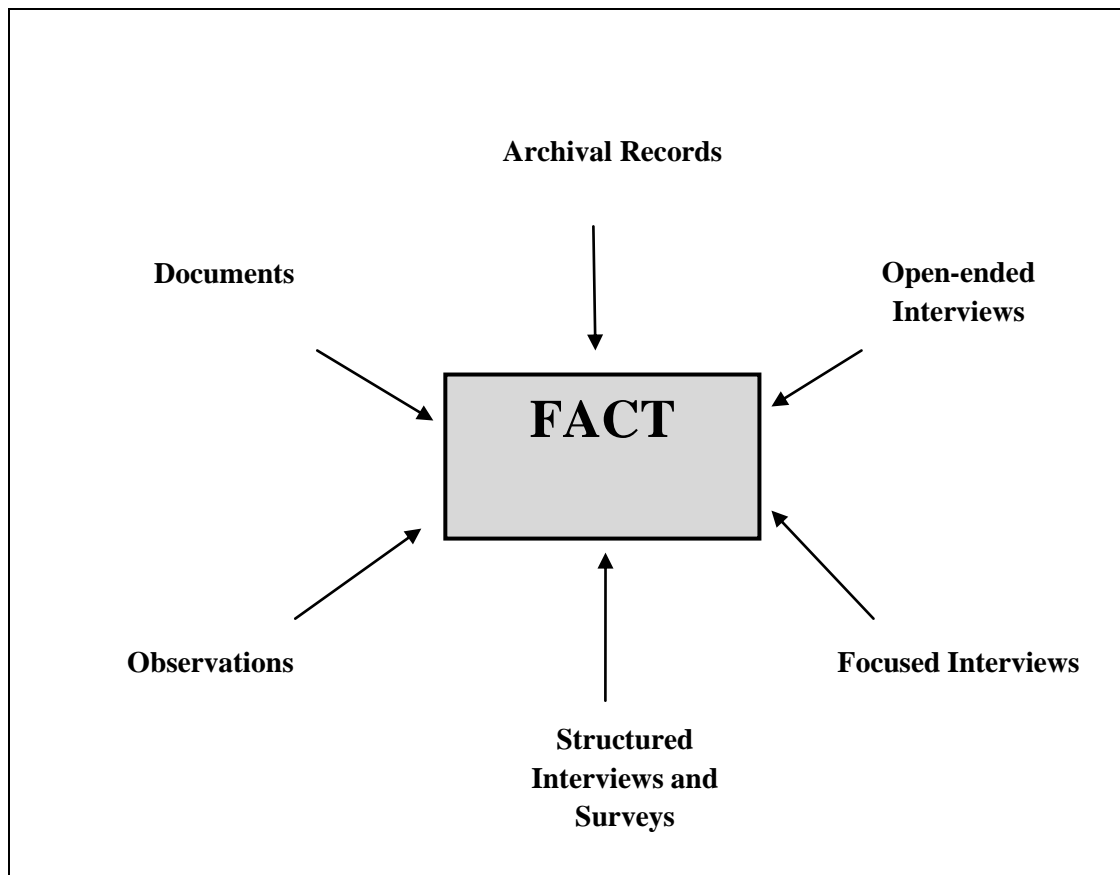 Archival Records
Documents
Open-ended
Interviews
FACT
Observations
Focused Interviews
Structured
Interviews and
Surveys